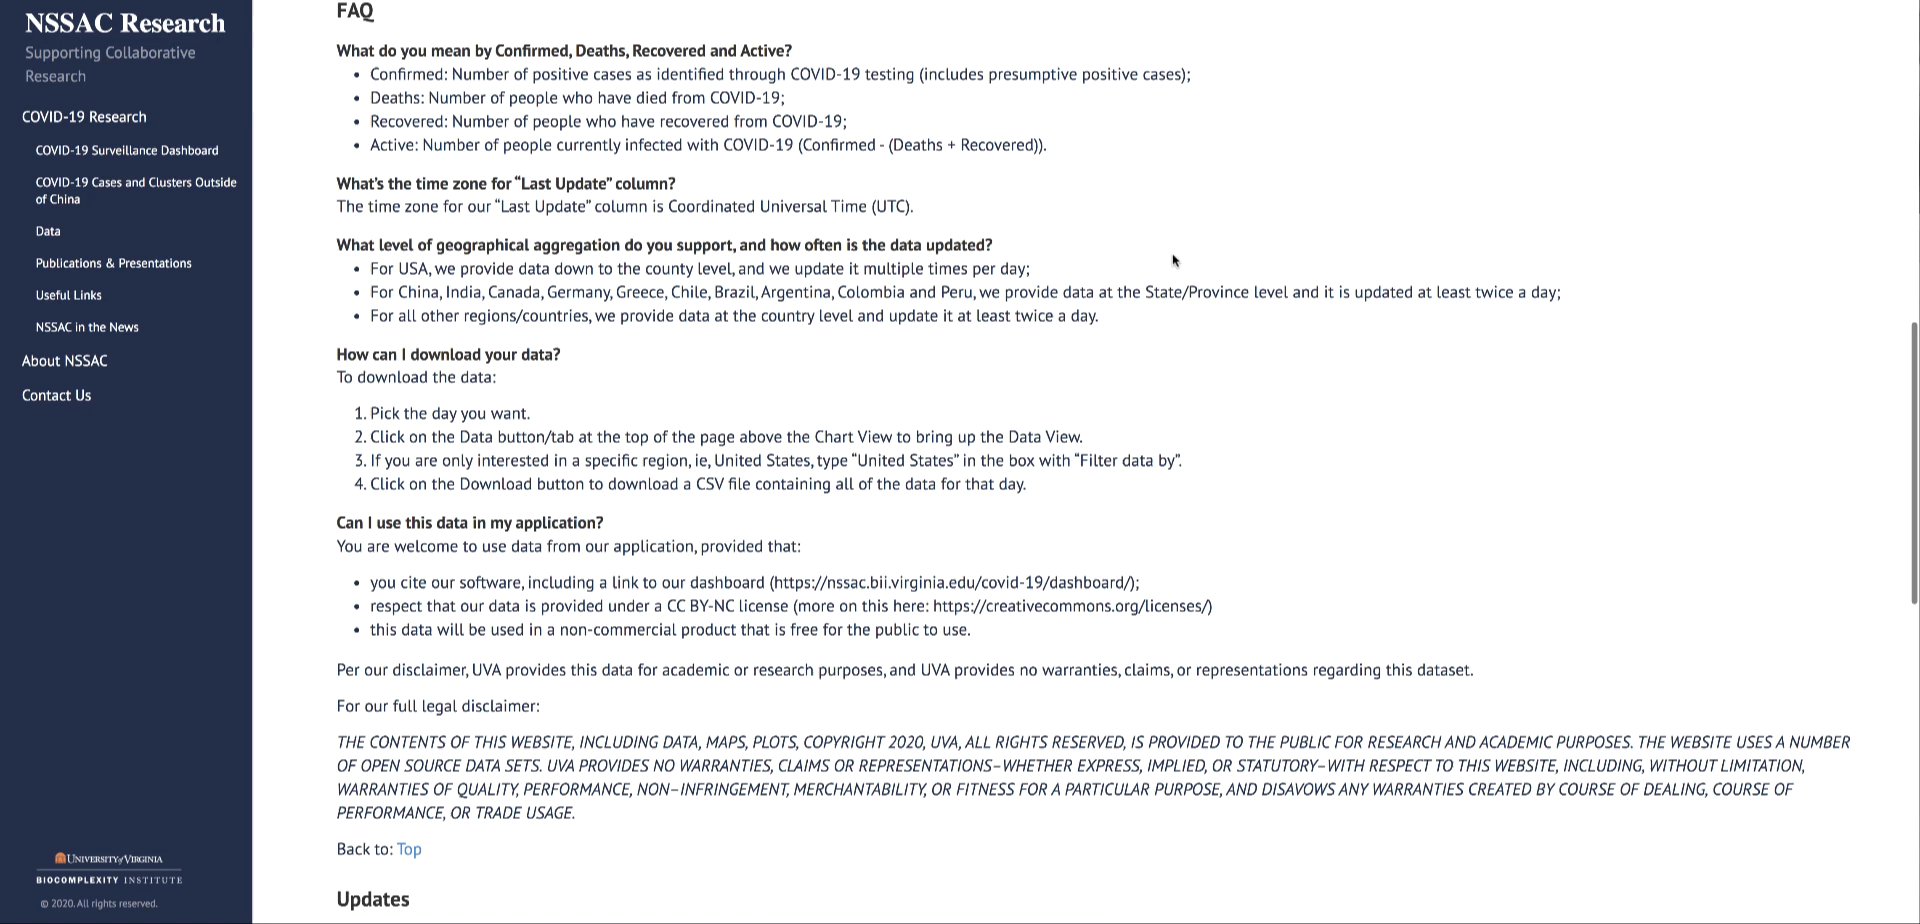 NSSAC Research
Supporting Collaborative
Research
COVID-19 Research
COVID-19 Surveillance Dashboard
COVID-19 Cases and Clusters Outside
of China
Data
Publications & Presentations
Useful Links
NSSAC in the News
About NSSAC
Contact Us
UNIVERSITY of VIRGINIA
BIOCOMPLEXITY INSTITUTE
© 2020. All rights reserved.
FAQ
What do you mean by Confirmed, Deaths, Recovered and Active?
• Confirmed: Number of positive cases as identified through COVID-19 testing (includes presumptive positive cases);
• Deaths: Number of people who have died from COVID-19;
• Recovered: Number of people who have recovered from COVID-19;
• Active: Number of people currently infected with COVID-19 (Confirmed - (Deaths + Recovered)).
What's the time zone for “Last Update” column?
The time zone for our “Last Update” column is Coordinated Universal Time (UTC).
What level of geographical aggregation do you support, and how often is the data updated?
• For USA, we provide data down to the county level, and we update it multiple times per day;
• For China, India, Canada, Germany, Greece, Chile, Brazil, Argentina, Colombia and Peru, we provide data at the State/Province level and it is updated at least twice a day;
• For all other regions/countries, we provide data at the country level and update it at least twice a day.
How can I download your data?
To download the data:
1. Pick the day you want.
2. Click on the Data button/tab at the top of the page above the Chart View to bring up the Data View.
3. If you are only interested in a specific region, ie, United States, type “United States” in the box with “Filter data by”.
4. Click on the Download button to download a CSV file containing all of the data for that day.
Can I use this data in my application?
You are welcome to use data from our application, provided that:
• you cite our software, including a link to our dashboard (https://nssac.bii.virginia.edu/covid-19/dashboard/);
• respect that our data is provided under a CC BY-NC license (more on this here: https://creativecommons.org/licenses/)
• this data will be used in a non-commercial product that is free for the public to use.
Per our disclaimer, UVA provides this data for academic or research purposes, and UVA provides no warranties, claims, or representations regarding this dataset.
For our full legal disclaimer:
THE CONTENTS OF THIS WEBSITE, INCLUDING DATA, MAPS, PLOTS, COPYRIGHT 2020, UVA, ALL RIGHTS RESERVED, IS PROVIDED TO THE PUBLIC FOR RESEARCH AND ACADEMIC PURPOSES. THE WEBSITE USES A NUMBER
OF OPEN SOURCE DATA SETS. UVA PROVIDES NO WARRANTIES, CLAIMS OR REPRESENTATIONS–WHETHER EXPRESS, IMPLIED, OR STATUTORY–WITH RESPECT TO THIS WEBSITE, INCLUDING, WITHOUT LIMITATION,
WARRANTIES OF QUALITY, PERFORMANCE, NON–INFRINGEMENT, MERCHANTABILITY, OR FITNESS FOR A PARTICULAR PURPOSE, AND DISAVOWS ANY WARRANTIES CREATED BY COURSE OF DEALING, COURSE OF
PERFORMANCE, OR TRADE USAGE.
Back to: Top
Updates